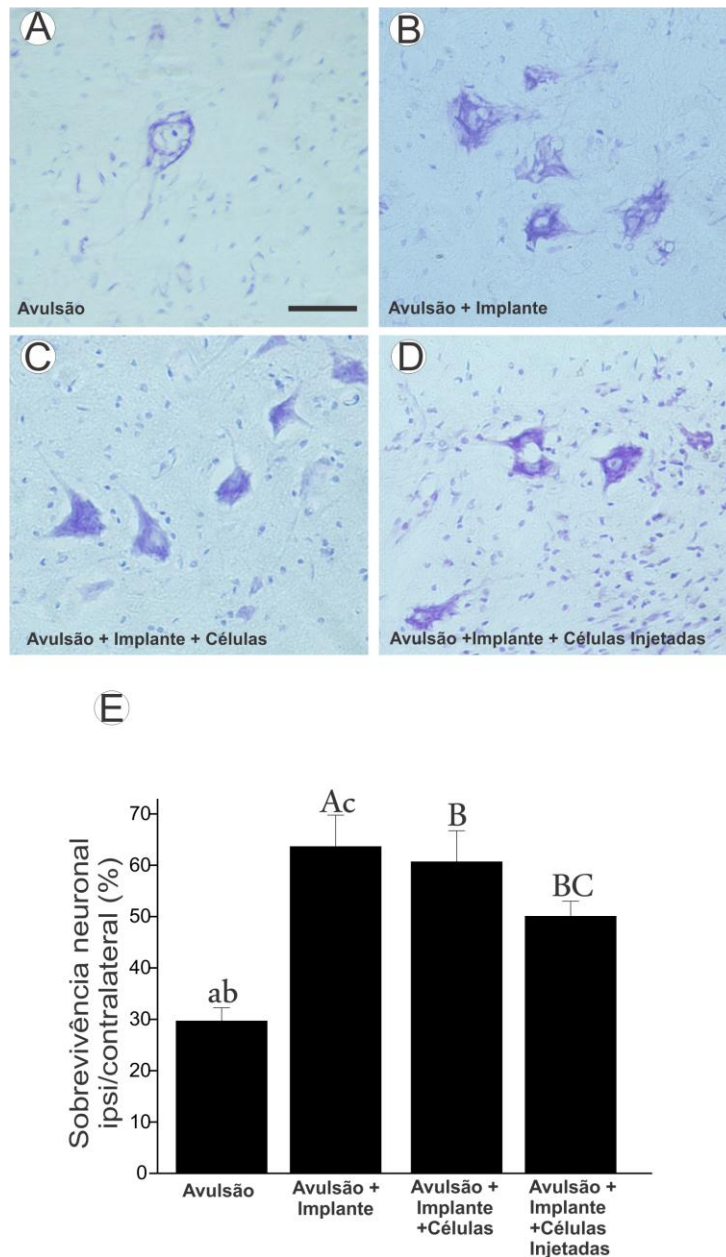 A
B
Avulsão
Avulsão + Implante
C
D
Avulsão + Implante + Células
Avulsão +Implante + Células Injetadas
E
Sobrevivência neuronal
ipsi/contralateral (%)
70
60
50
40
30
20
10
0
ab
Ac
B
BC
Avulsão
Avulsão +
Implante
Avulsão +
Implante
+Células
Avulsão +
Implante
+Células
Injetadas